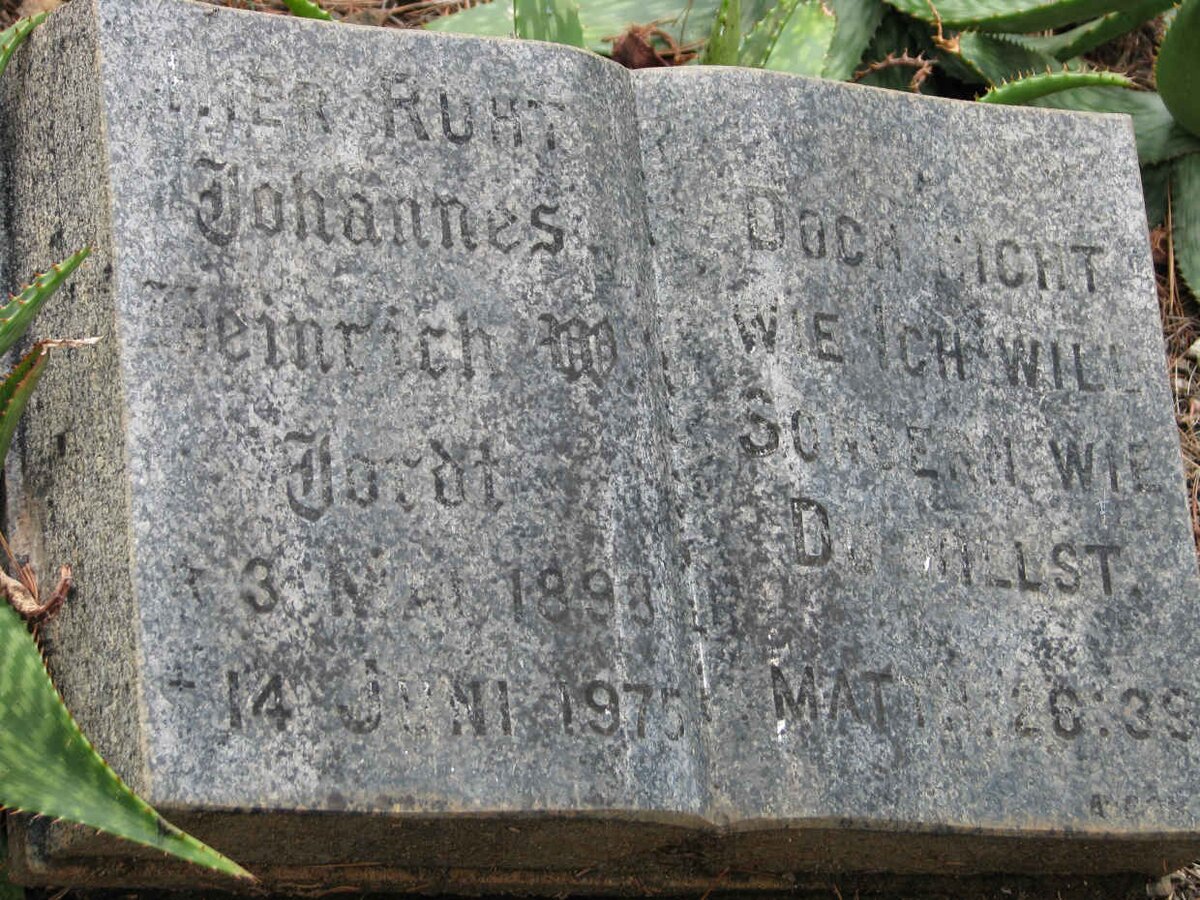 HIER RUHT
Johannes
Heinrich W.
Jordt
* 3 MAI 1893
14 JUNI 1975
DOCH NICHT
WIE ICH WILL
SONDERN WIE
DU WILLST.
MATTH. 26:39